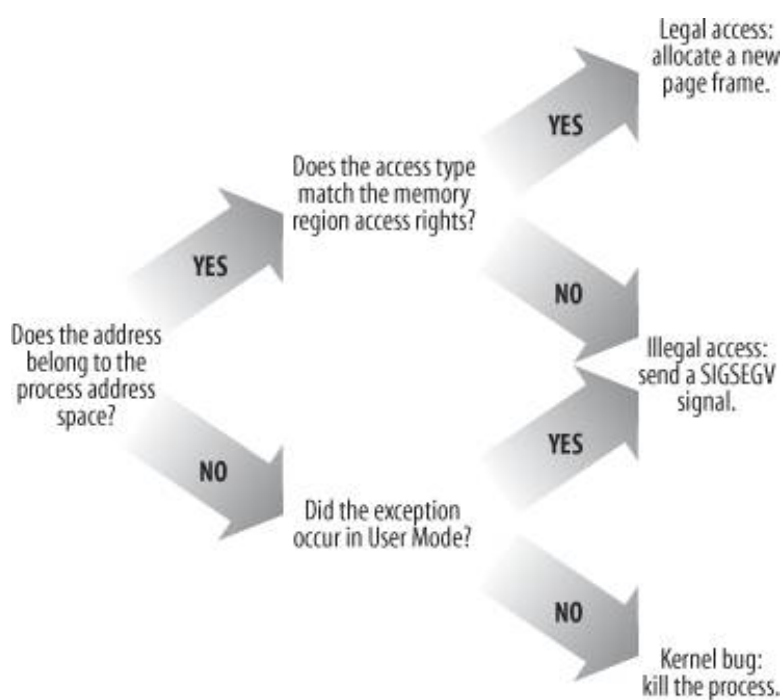 Legal access:
allocate a new
page frame.
YES
Does the access type
match the memory
region access rights?
YES
NO
Does the address
belong to the
process address
space?
Illegal access:
send a SIGSEGV
signal.
NO
YES
Did the exception
occur in User Mode?
NO
Kernel bug:
kill the process.